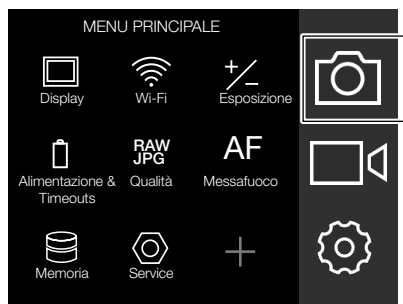 MENU PRINCIPALE
Display
Wi-Fi
+/- Esposizione
Alimentazione &
Timeouts
RAW
JPG
Qualità
AF
Messafuoco
Memoria
Service